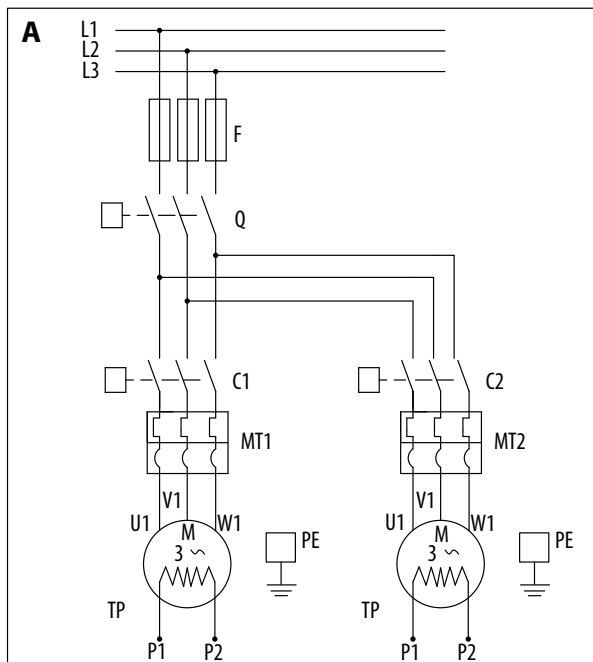 A
L1
L2
L3
F
Q
C1 C2
MT1 MT2
V1 V1
U1 W1 U1 W1
M M
3 ~ 3 ~
PE PE
TP TP
P1 P2 P1 P2